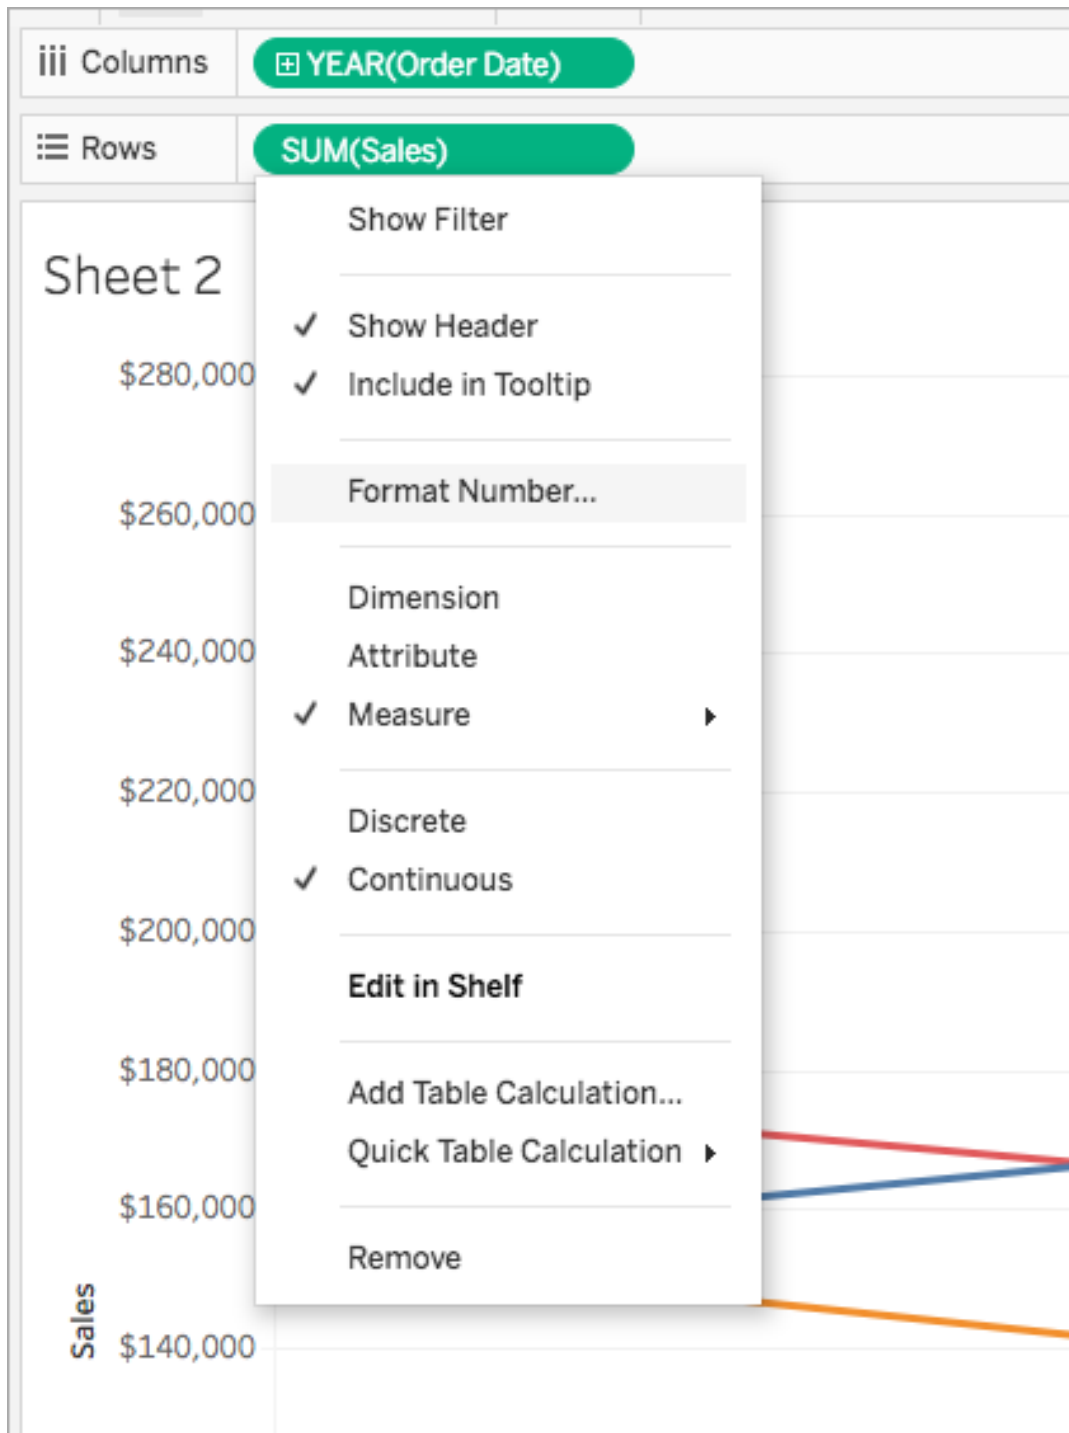 Columns
YEAR(Order Date)
Rows
SUM(Sales)
Sheet 2
Show Filter
Show Header
Include in Tooltip
Format Number...
Dimension
Attribute
Measure
Discrete
Continuous
Edit in Shelf
Add Table Calculation...
Quick Table Calculation
Remove
$280,000
$260,000
$240,000
$220,000
$200,000
$180,000
$160,000
$140,000
Sales